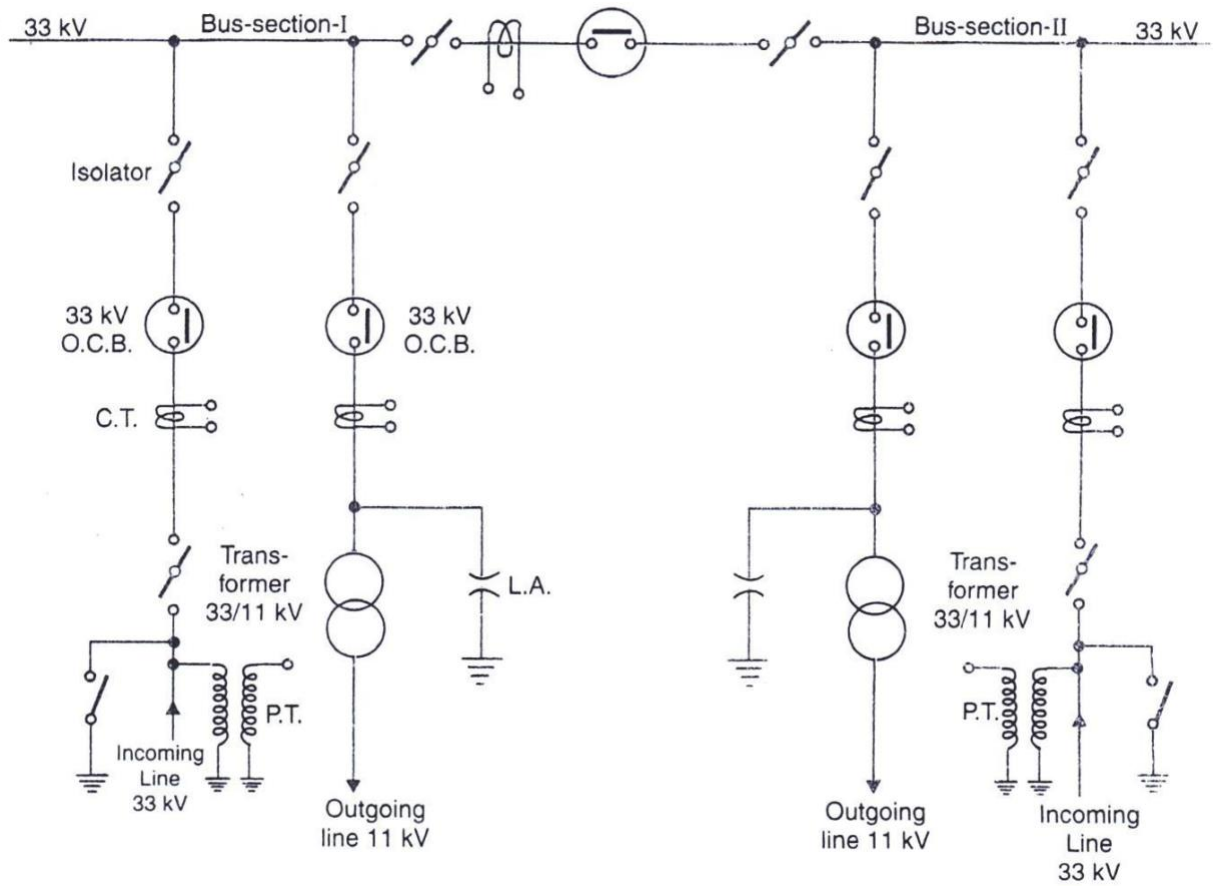 33 kV
Bus-section-I
Bus-section-II
33 kV
Isolator
33 kV
O.C.B.
33 kV
O.C.B.
C.T.
Trans-
former
33/11 kV
L.A.
Trans-
former
33/11 kV
P.T.
P.T.
Incoming
Line
33 kV
Outgoing
line 11 kV
Outgoing
line 11 kV
Incoming
Line
33 kV